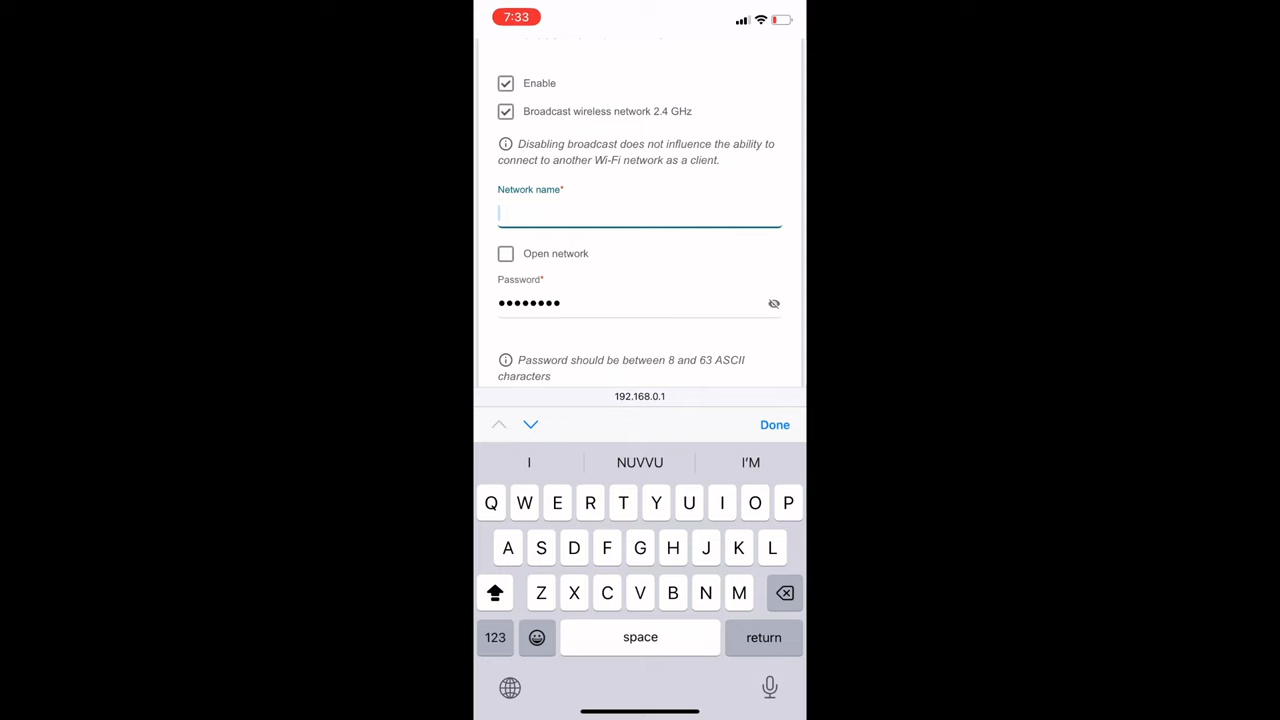 7:33
Enable
Broadcast wireless network 2.4 GHz
Disabling broadcast does not influence the ability to
connect to another Wi-Fi network as a client.
Network name*
Open network
Password*
••••••••
Password should be between 8 and 63 ASCII
characters
192.168.0.1
Done
I NUVVU I'M
Q W E R T Y U I O P
A S D F G H J K L
Z X C V B N M
123 space return